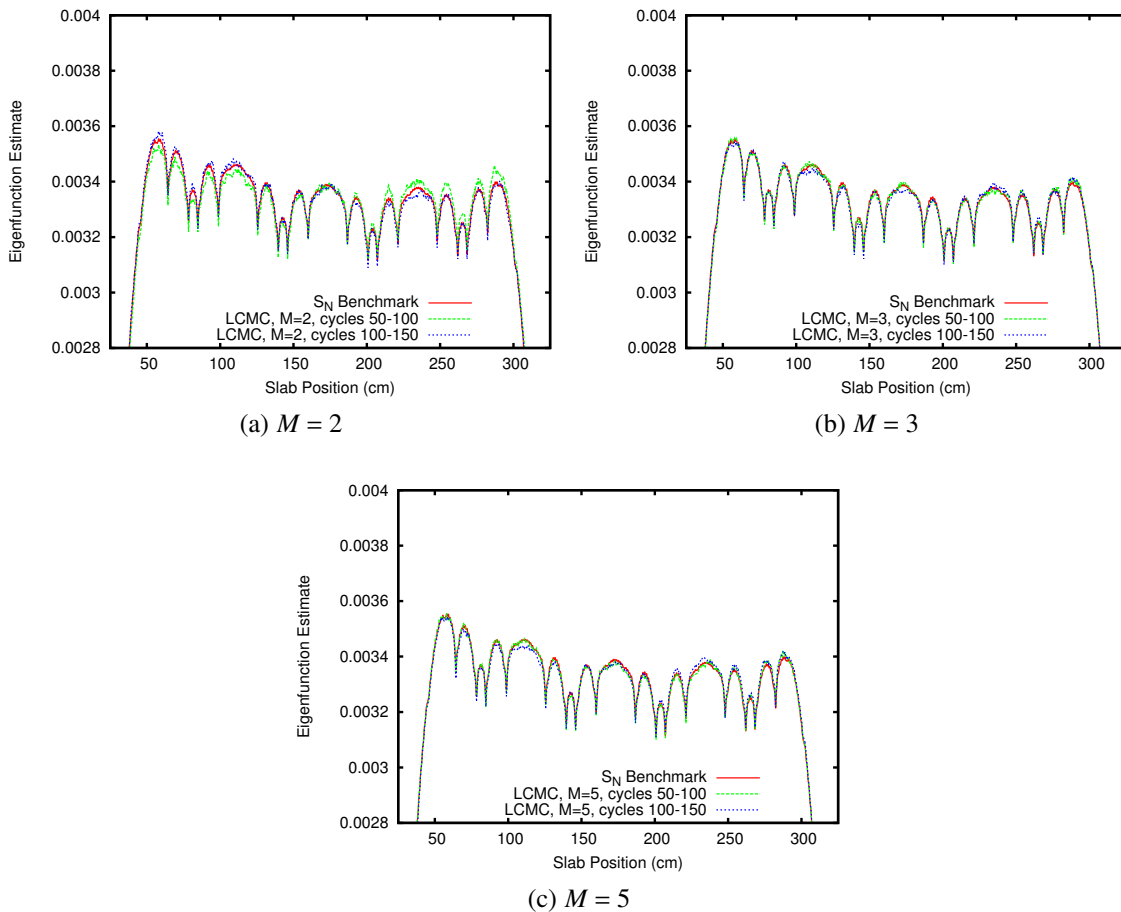 0.004
0.0038
0.0036
0.0034
0.0032
0.003
0.0028
Eigenfunction Estimate
50 100 150 200 250 300
Slab Position (cm)
S_N Benchmark
LCMC, M=2, cycles 50-100
LCMC, M=2, cycles 100-150
(a) M = 2
0.004
0.0038
0.0036
0.0034
0.0032
0.003
0.0028
Eigenfunction Estimate
50 100 150 200 250 300
Slab Position (cm)
S_N Benchmark
LCMC, M=3, cycles 50-100
LCMC, M=3, cycles 100-150
(b) M = 3
0.004
0.0038
0.0036
0.0034
0.0032
0.003
0.0028
Eigenfunction Estimate
50 100 150 200 250 300
Slab Position (cm)
S_N Benchmark
LCMC, M=5, cycles 50-100
LCMC, M=5, cycles 100-150
(c) M = 5